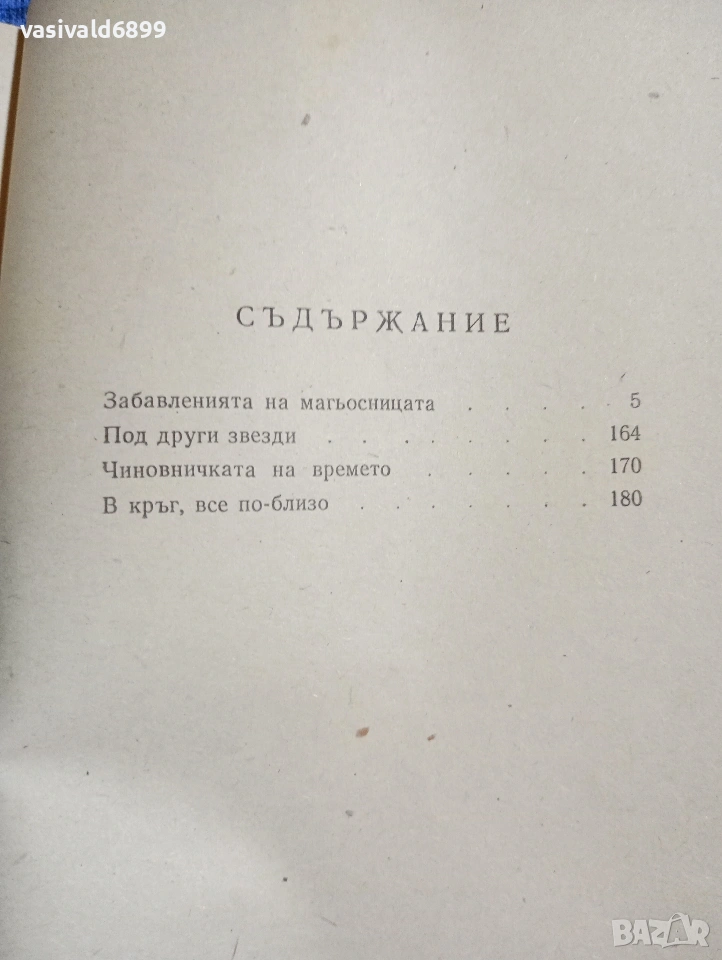 vasivald6899
СЪДЪРЖАНИЕ
Забавленията на магьосницата . . . . . 5
Под други звезди . . . . . . . 164
Чиновничката на времето . . . . . 170
В кръг, все по-близо . . . . . . . 180
BAZAR